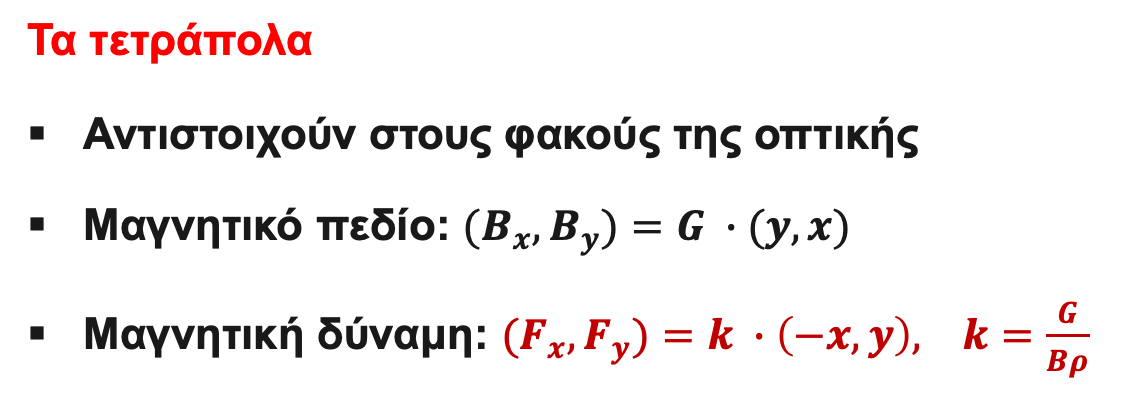 Τα τετράπολα
▪ Αντιστοιχούν στους φακούς της οπτικής
▪ Μαγνητικό πεδίο: (B_x, B_y) = G · (y, x)
▪ Μαγνητική δύναμη: (F_x, F_y) = k · (−x, y), k = G/Bρ